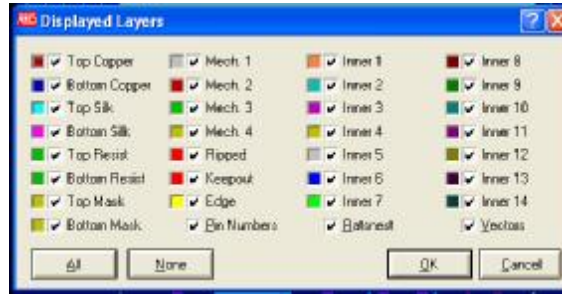 ARES Displayed Layers
Top Copper Mech. 1 Inner 1 Inner 8
Bottom Copper Mech. 2 Inner 2 Inner 9
Top Silk Mech. 3 Inner 3 Inner 10
Bottom Silk Mech. 4 Inner 4 Inner 11
Top Resist Ripped Inner 5 Inner 12
Bottom Resist Keepout Inner 6 Inner 13
Top Mask Edge Inner 7 Inner 14
Bottom Mask Pin Numbers Ratsnest Vectors
All None OK Cancel